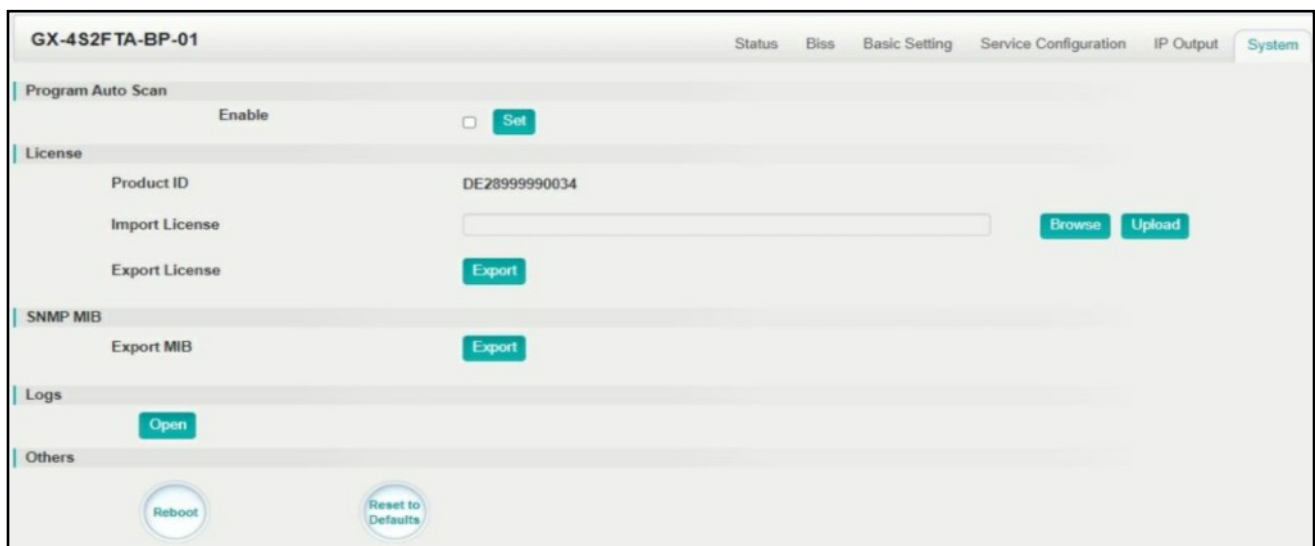 GX-4S2FTA-BP-01
Status Biss Basic Setting Service Configuration IP Output System
Program Auto Scan
Enable Set
License
Product ID DE28999990034
Import License Browse Upload
Export License Export
SNMP MIB
Export MIB Export
Logs
Open
Others
Reboot
Reset to
Defaults